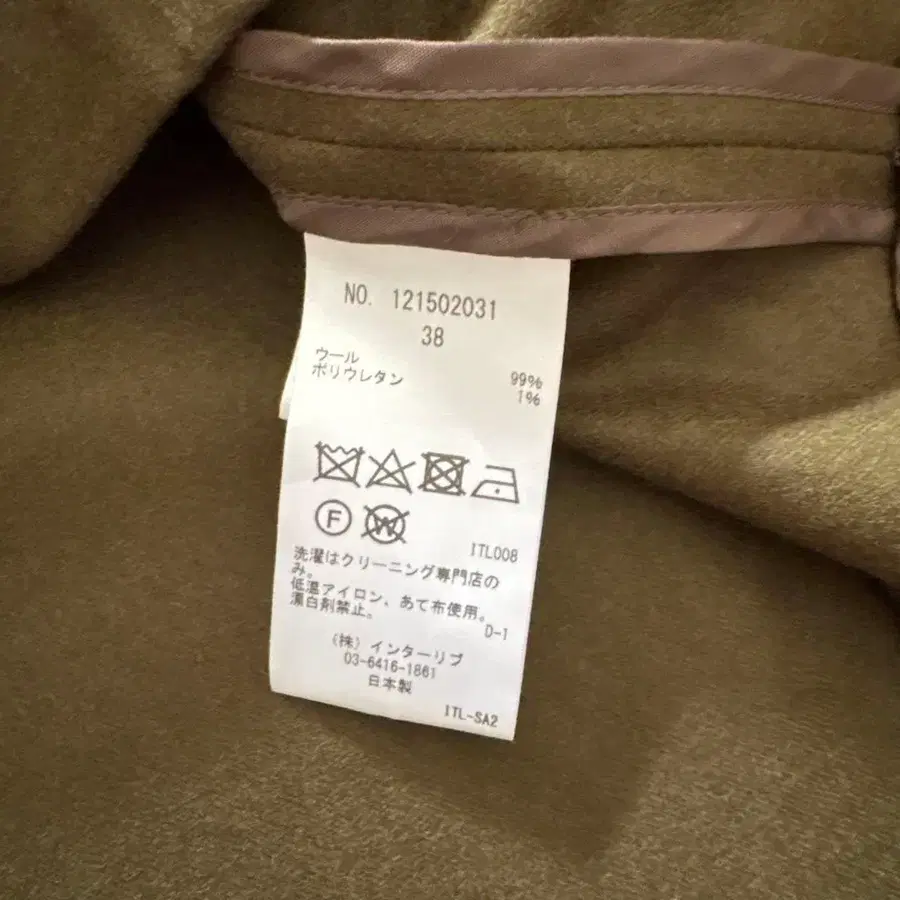 NO. 121502031
38
ウール 99%
ポリウレタン 1%
F W
ITL008
洗濯はクリーニング専門店の
み。
低温アイロン、あて布使用。
漂白剤禁止。
D-1
(株) インターリブ
03-6416-1861
日本製
ITL-SA2